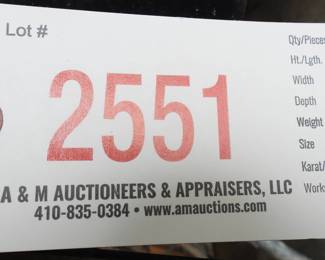 Lot #
2551
A & M AUCTIONEERS & APPRAISERS, LLC
410-835-0384 • www.amauctions.com
Qty/Pieces
Ht./Lgth.
Width
Depth
Weight
Size
Karat/
Works